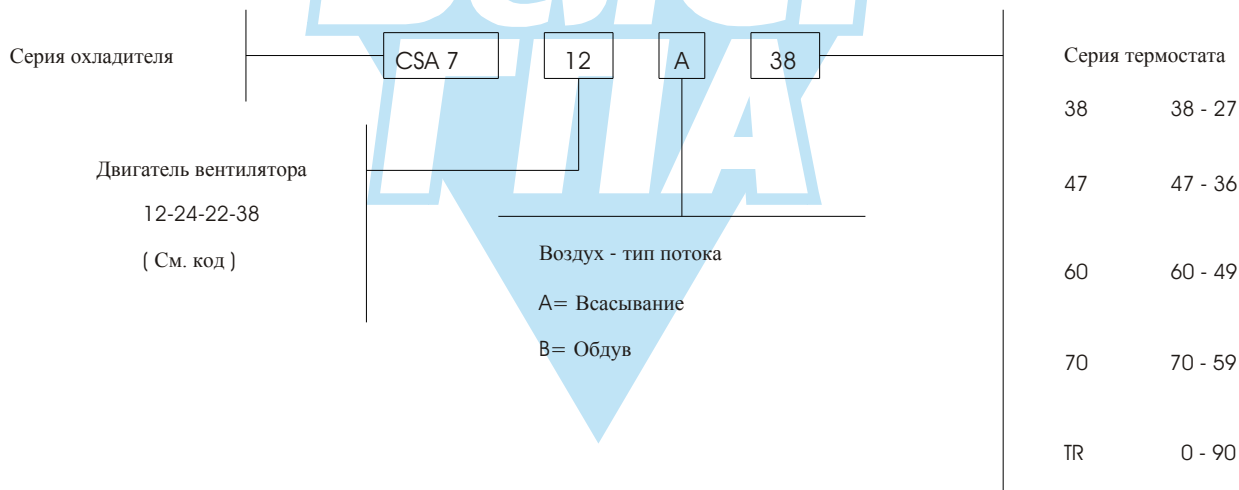 Серия охладителя
CSA 7
12
A
38
Серия термостата
38 38 - 27
Двигатель вентилятора
12-24-22-38
( См. код )
47 47 - 36
Воздух - тип потока
A= Всасывание
B= Обдув
60 60 - 49
70 70 - 59
TR 0 - 90